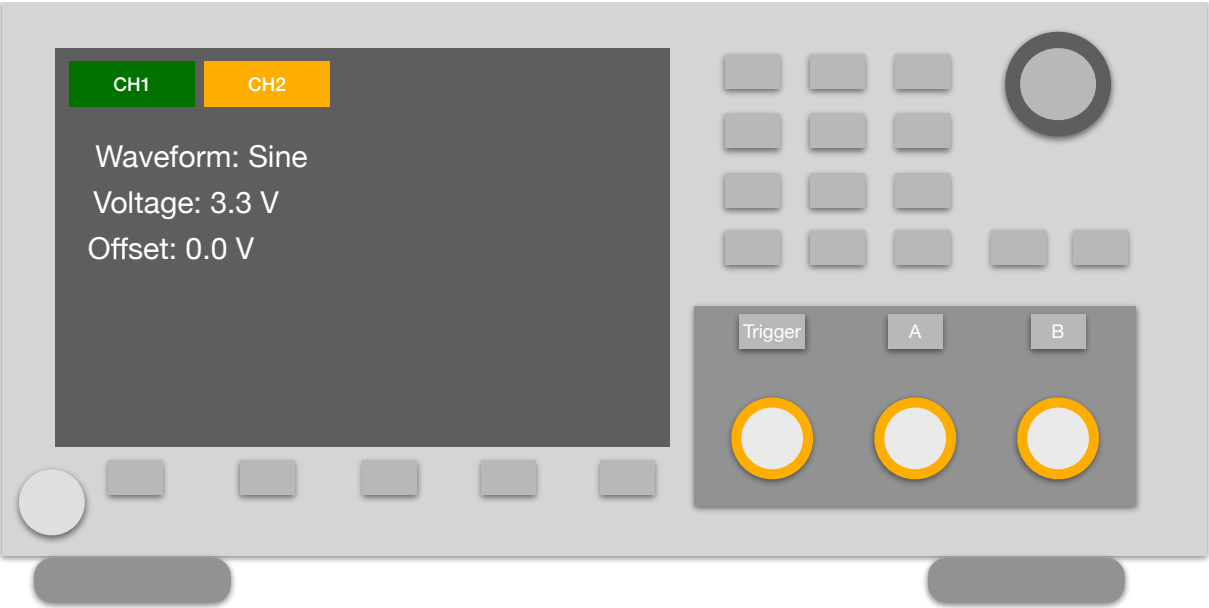 CH1 CH2
Waveform: Sine
Voltage: 3.3 V
Offset: 0.0 V
Trigger A B